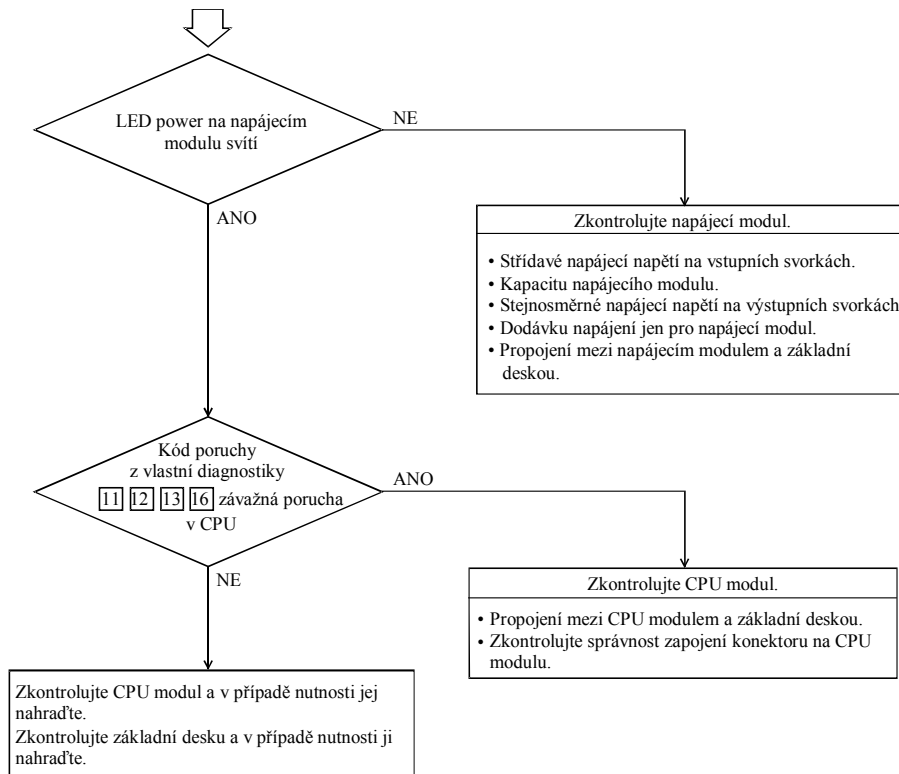 LED power na napájecím
modulu svítí
NE
ANO
Zkontrolujte napájecí modul.
• Střídavé napájecí napětí na vstupních svorkách.
• Kapacitu napájecího modulu.
• Stejnosměrné napájecí napětí na výstupních svorkách
• Dodávku napájení jen pro napájecí modul.
• Propojení mezi napájecím modulem a základní
deskou.
Kód poruchy
z vlastní diagnostiky
11 12 13 16 závažná porucha
v CPU
ANO
NE
Zkontrolujte CPU modul.
• Propojení mezi CPU modulem a základní deskou.
• Zkontrolujte správnost zapojení konektoru na CPU
modulu.
Zkontrolujte CPU modul a v případě nutnosti jej
nahraďte.
Zkontrolujte základní desku a v případě nutnosti ji
nahraďte.